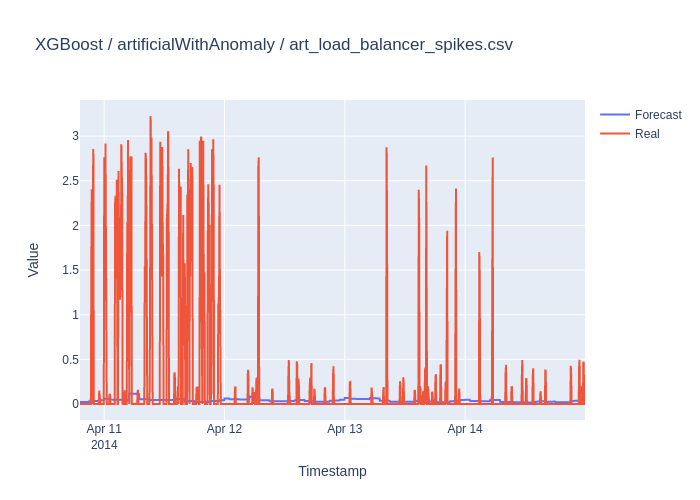 XGBoost / artificialWithAnomaly / art_load_balancer_spikes.csv
Forecast
Real
3
2.5
2
1.5
1
0.5
0
Value
Apr 11
2014
Apr 12
Apr 13
Apr 14
Timestamp